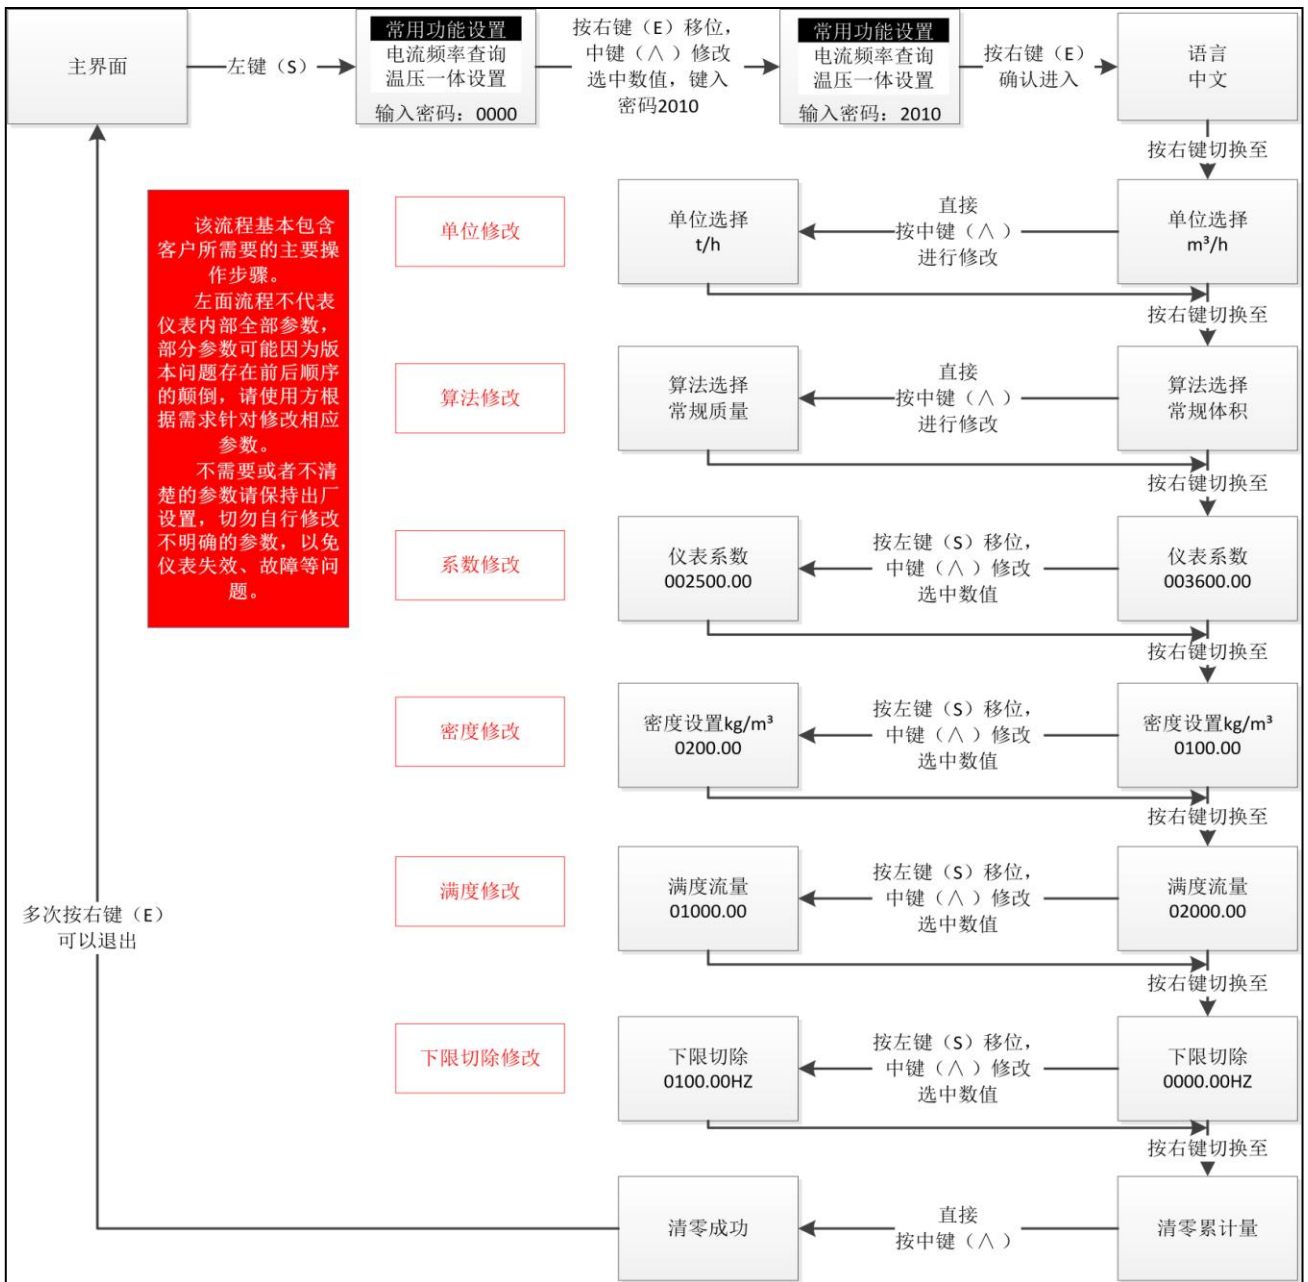 主界面
左键（S）
常用功能设置
电流频率查询
温压一体设置
输入密码：0000
按右键（E）移位，
中键（∧ ）修改
选中数值，键入
密码2010
常用功能设置
电流频率查询
温压一体设置
输入密码：2010
按右键（E）
确认进入
语言
中文
按右键切换至
该流程基本包含
客户所需要的主要操
作步骤。
左面流程不代表
仪表内部全部参数，
部分参数可能因为版
本问题存在前后顺序
的颠倒，请使用方根
据需求针对修改相应
参数。
不需要或者不清
楚的参数请保持出厂
设置，切勿自行修改
不明确的参数，以免
仪表失效、故障等问
题。
单位修改
单位选择
t/h
直接
按中键（∧ ）
进行修改
单位选择
m³/h
按右键切换至
算法修改
算法选择
常规质量
直接
按中键（∧ ）
进行修改
算法选择
常规体积
按右键切换至
系数修改
仪表系数
002500.00
按左键（S）移位，
中键（∧ ）修改
选中数值
仪表系数
003600.00
按右键切换至
密度修改
密度设置kg/m³
0200.00
按左键（S）移位，
中键（∧ ）修改
选中数值
密度设置kg/m³
0100.00
按右键切换至
满度修改
满度流量
01000.00
按左键（S）移位，
中键（∧ ）修改
选中数值
满度流量
02000.00
按右键切换至
多次按右键（E）
可以退出
下限切除修改
下限切除
0100.00HZ
按左键（S）移位，
中键（∧ ）修改
选中数值
下限切除
0000.00HZ
按右键切换至
清零成功
直接
按中键（∧ ）
清零累计量